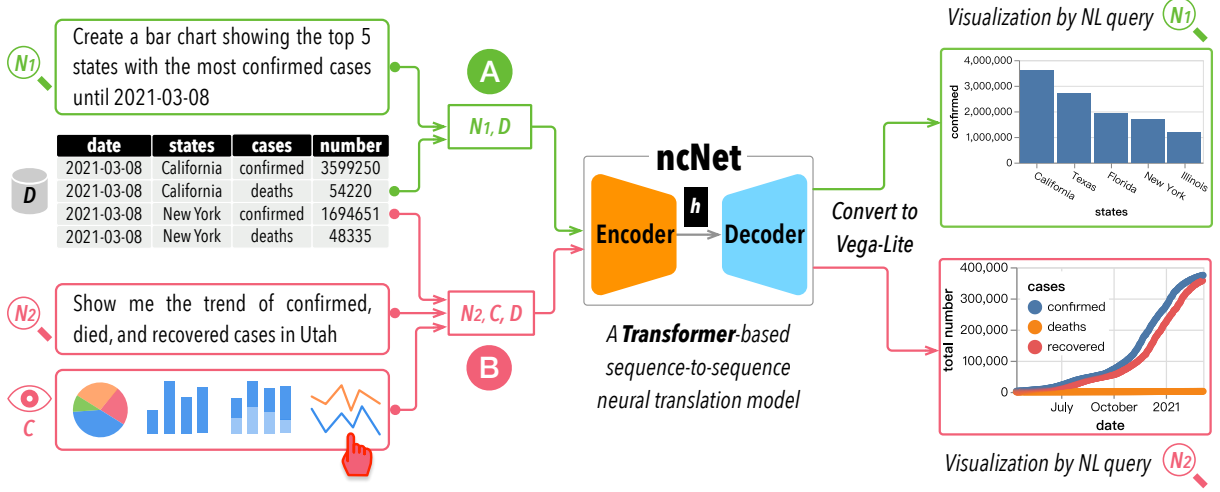 N1
Create a bar chart showing the top 5
states with the most confirmed cases
until 2021-03-08
D
date states cases number
2021-03-08 California confirmed 3599250
2021-03-08 California deaths 54220
2021-03-08 New York confirmed 1694651
2021-03-08 New York deaths 48335
N2
Show me the trend of confirmed,
died, and recovered cases in Utah
C
A
N1, D
N2, C, D
B
ncNet
Encoder
h
Decoder
A Transformer-based
sequence-to-sequence
neural translation model
Convert to
Vega-Lite
Visualization by NL query N1
confirmed
4,000,000
3,000,000
2,000,000
1,000,000
0
California
Texas
Florida
New York
Illinois
states
total number
400,000
300,000
200,000
100,000
0
cases
confirmed
deaths
recovered
July October 2021
date
Visualization by NL query N2